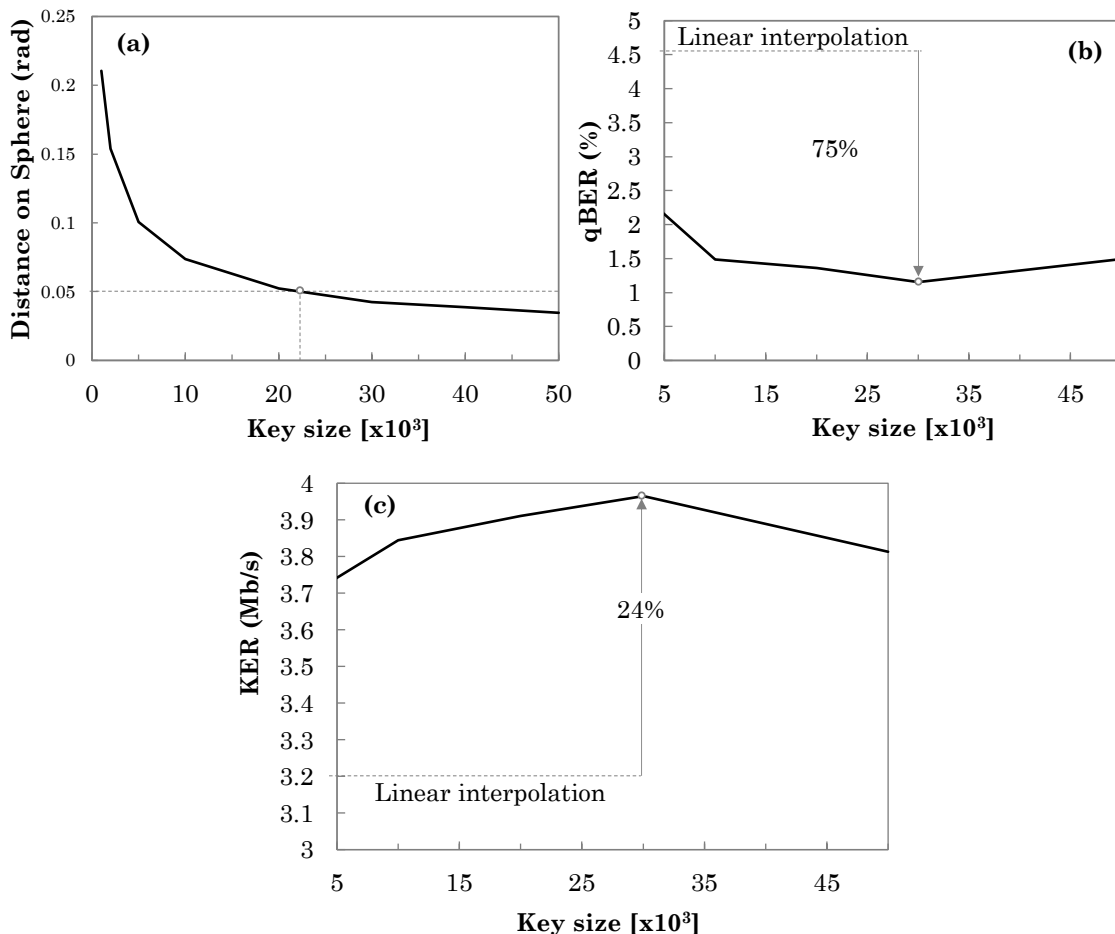 (a)
Distance on Sphere (rad)
0.25
0.2
0.15
0.1
0.05
0
0 10 20 30 40 50
Key size [x10³]
(b)
qBER (%)
5
4.5
4
3.5
3
2.5
2
1.5
1
0.5
0
Linear interpolation
75%
5 15 25 35 45
Key size [x10³]
(c)
KER (Mb/s)
4
3.9
3.8
3.7
3.6
3.5
3.4
3.3
3.2
3.1
3
24%
Linear interpolation
5 15 25 35 45
Key size [x10³]